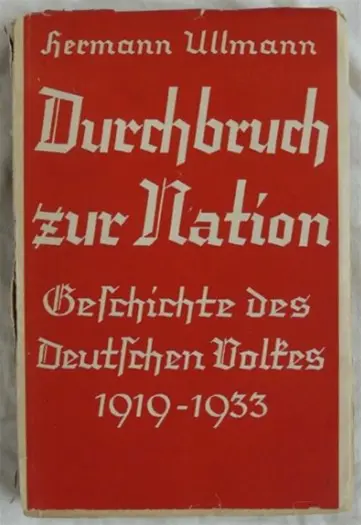 Hermann Ullmann
Durchbruch
zur Nation
Geſchichte des
Deutſchen Volkes
1919-1933